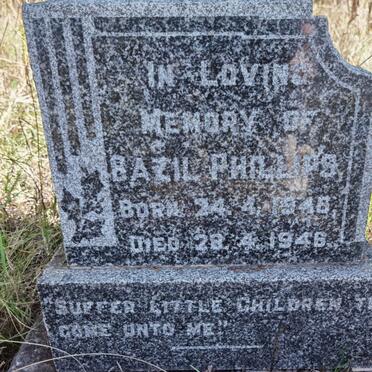 IN LOVING
MEMORY OF
BAZIL PHILLIPS
BORN 24.4.1946,
DIED 28.4.1946.
"SUFFER LITTLE CHILDREN
COME UNTO ME."